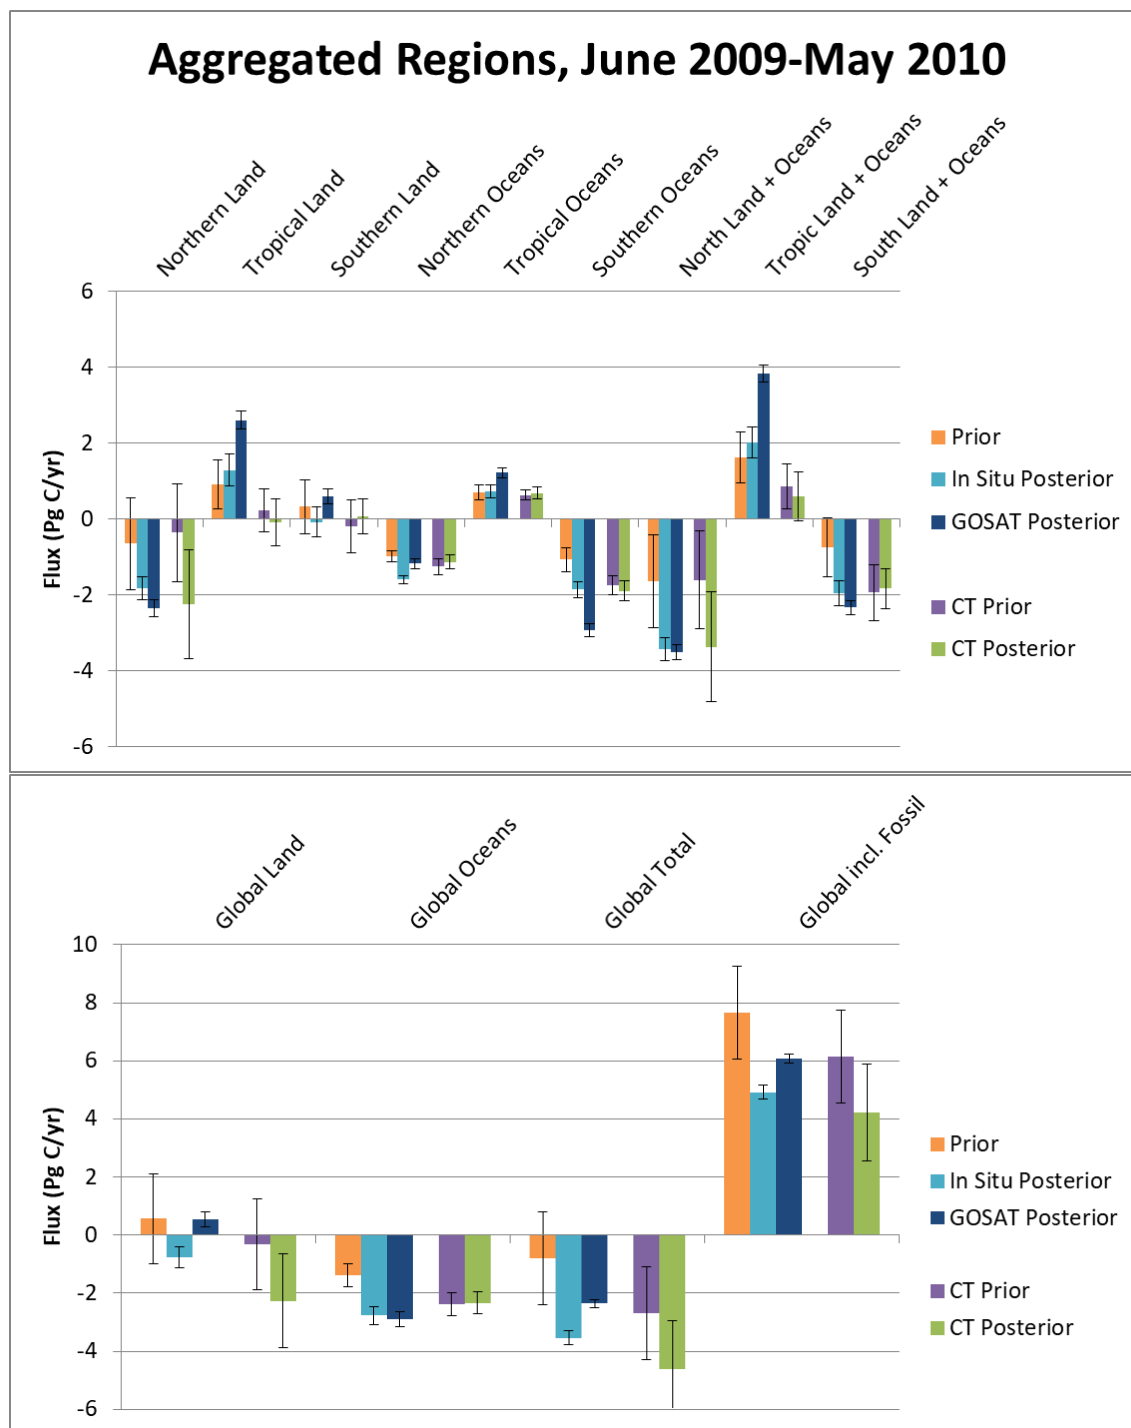 Aggregated Regions, June 2009-May 2010
Northern Land
Tropical Land
Southern Land
Northern Oceans
Tropical Oceans
Southern Oceans
North Land + Oceans
Tropic Land + Oceans
South Land + Oceans
6
4
2
0
-2
-4
-6
Flux (Pg C/yr)
Prior
In Situ Posterior
GOSAT Posterior
CT Prior
CT Posterior
Global Land
Global Oceans
Global Total
Global incl. Fossil
10
8
6
4
2
0
-2
-4
-6
Flux (Pg C/yr)
Prior
In Situ Posterior
GOSAT Posterior
CT Prior
CT Posterior